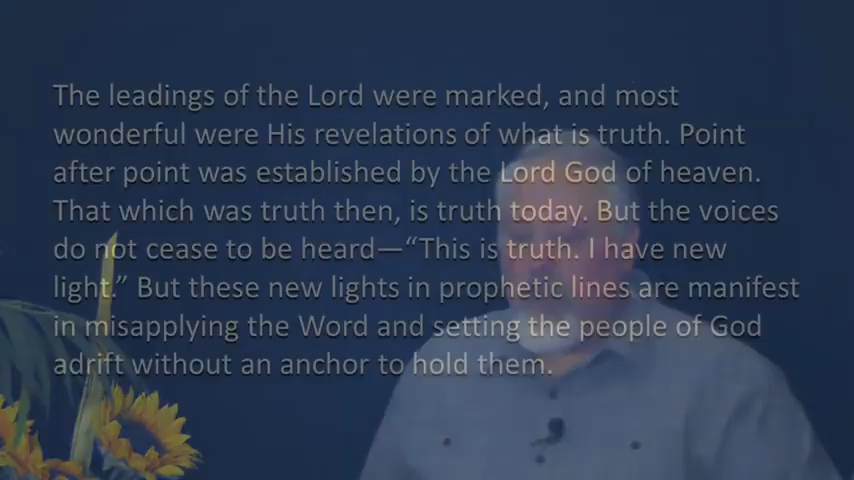 The leadings of the Lord were marked, and most
wonderful were His revelations of what is truth. Point
after point was established by the Lord God of heaven.
That which was truth then, is truth today. But the voices
do not cease to be heard—“This is truth. I have new
light.” But these new lights in prophetic lines are manifest
in misapplying the Word and setting the people of God
adrift without an anchor to hold them.